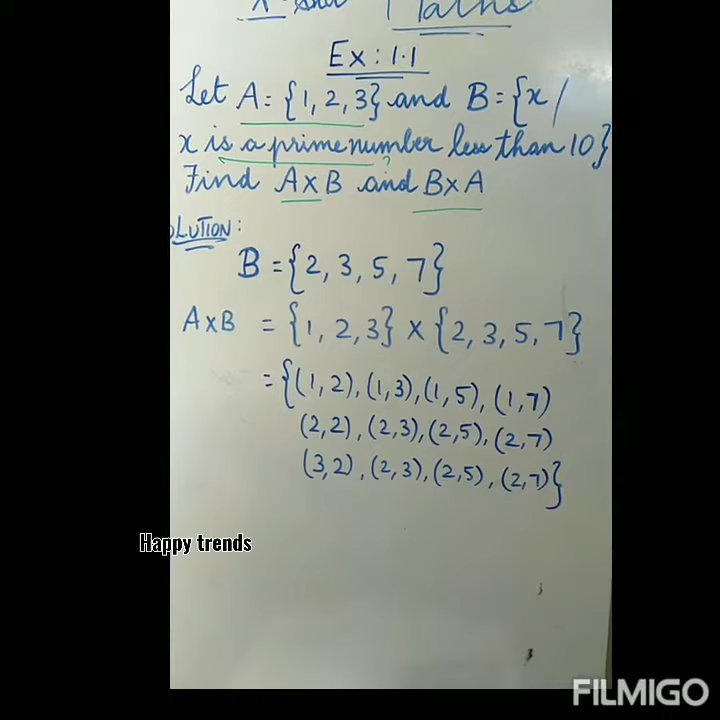 Maths
Ex : 1.1
Let A = {1, 2, 3} and B = {x /
x is a prime number less than 10}
Find A x B and B x A
OLUTION :
B = {2, 3, 5, 7}
A x B = {1, 2, 3} x {2, 3, 5, 7}
= {(1, 2), (1, 3), (1, 5), (1, 7)
(2, 2), (2, 3), (2, 5), (2, 7)
(3, 2), (2, 3), (2, 5), (2, 7)}
Happy trends
FILMIGO